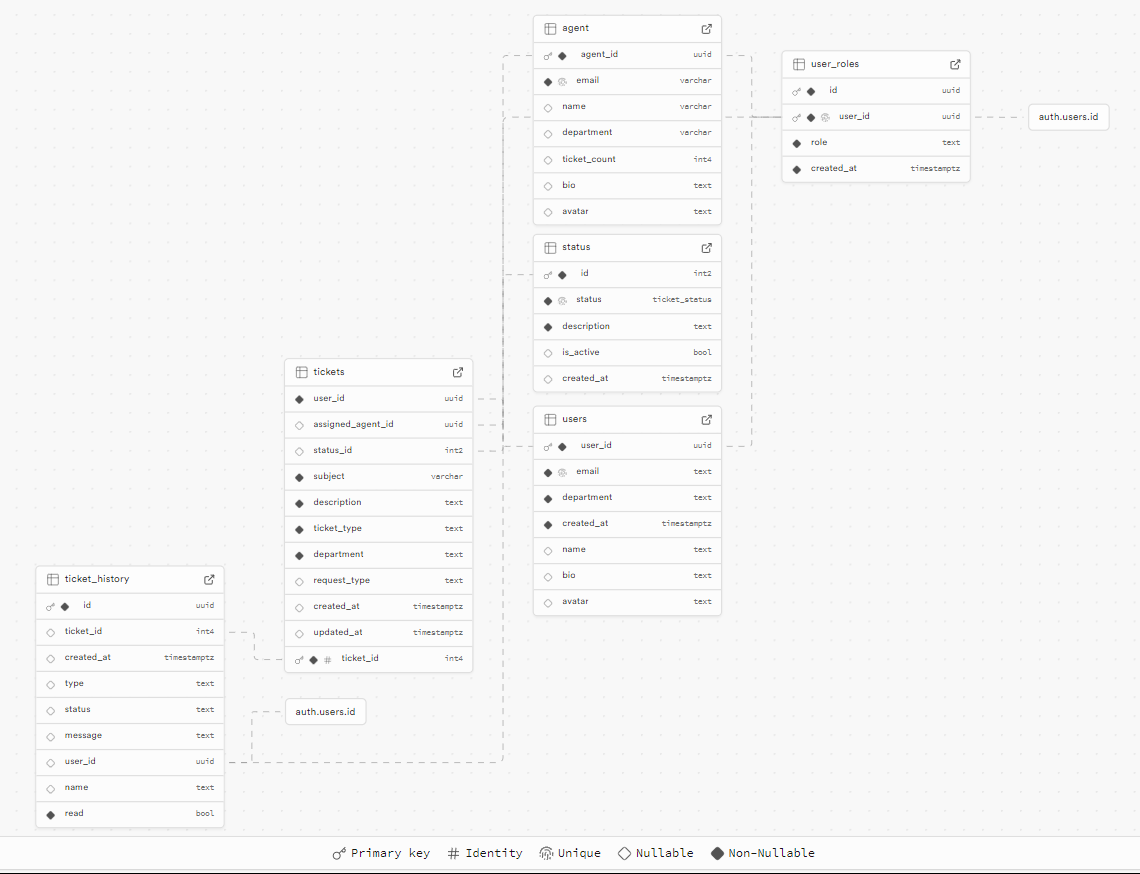 agent
agent_id uuid
email varchar
name varchar
department varchar
ticket_count int4
bio text
avatar text
user_roles
id uuid
user_id uuid
role text
created_at timestamptz
auth.users.id
status
id int2
status ticket_status
description text
is_active bool
created_at timestamptz
tickets
user_id uuid
assigned_agent_id uuid
status_id int2
subject varchar
description text
ticket_type text
department text
request_type text
created_at timestamptz
updated_at timestamptz
ticket_id int4
users
user_id uuid
email text
department text
created_at timestamptz
name text
bio text
avatar text
ticket_history
id uuid
ticket_id int4
created_at timestamptz
type text
status text
message text
user_id uuid
name text
read bool
auth.users.id
Primary key # Identity Unique Nullable Non-Nullable